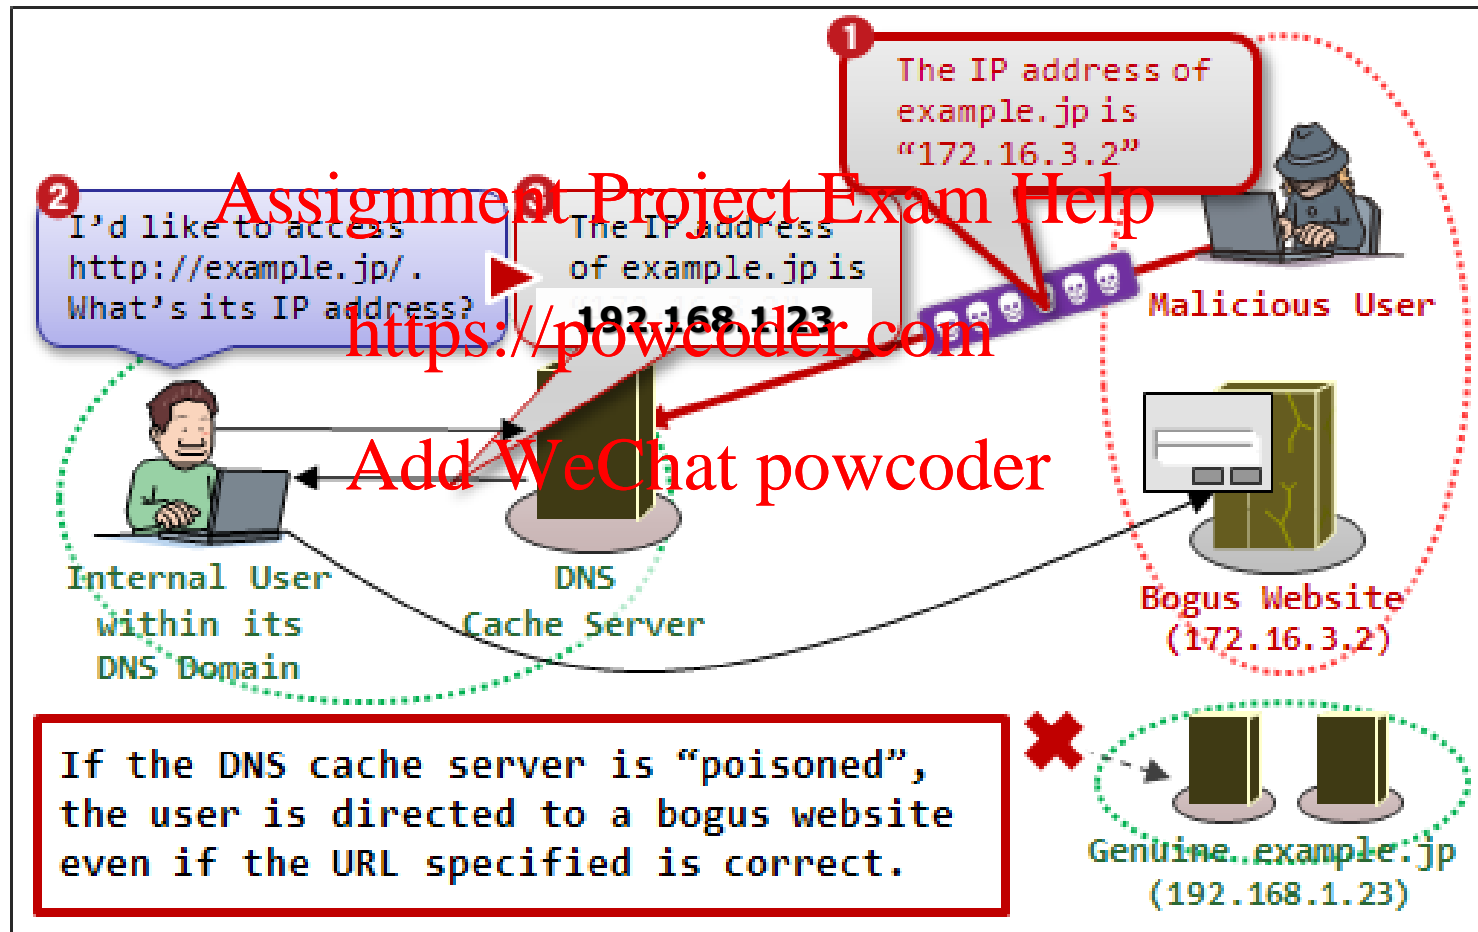 1
The IP address of
example.jp is
“172.16.3.2”
2
I’d like to access
http://example.jp/.
What’s its IP address?
The IP address
of example.jp is
192.168.1.23
Assignment Project Exam Help
https://powcoder.com
Add WeChat powcoder
Malicious User
Internal User
within its
DNS Domain
DNS
Cache Server
Bogus Website
(172.16.3.2)
If the DNS cache server is “poisoned”,
the user is directed to a bogus website
even if the URL specified is correct.
Genuine example.jp
(192.168.1.23)